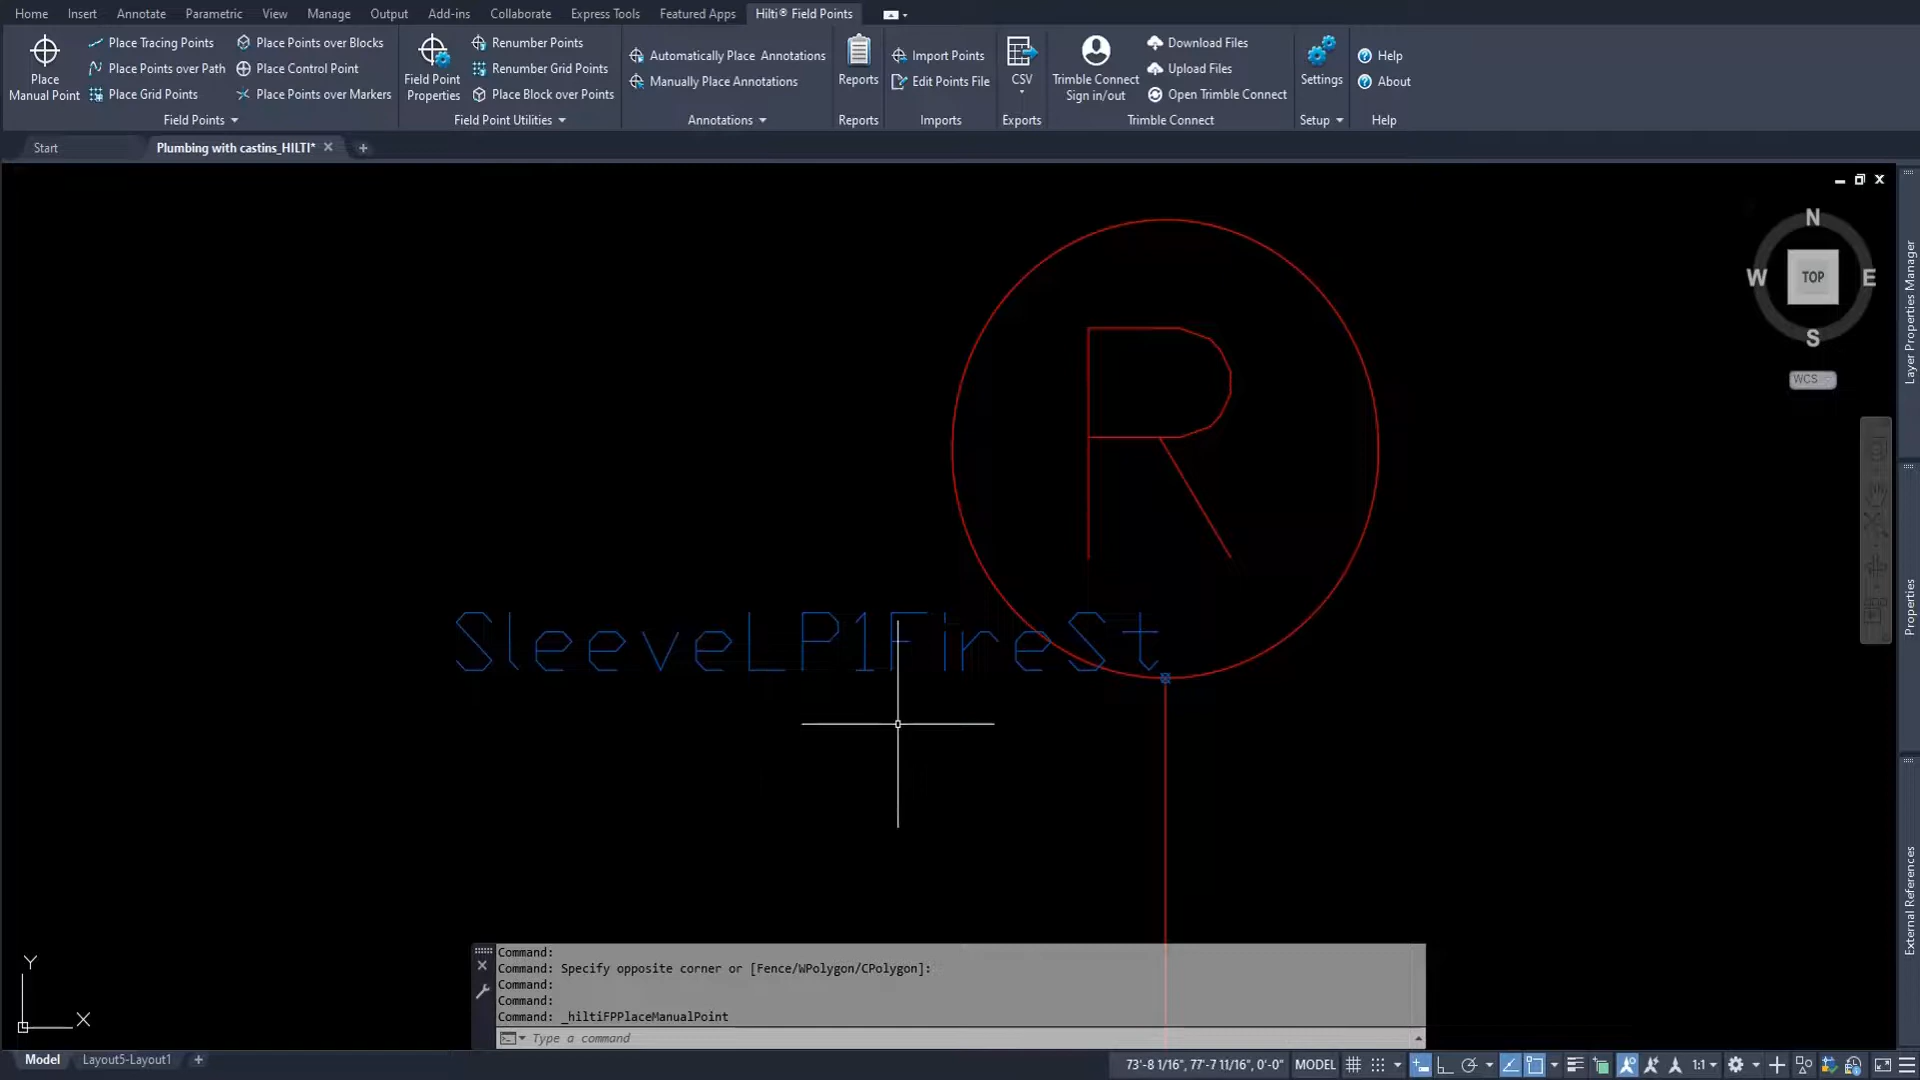 Home Insert Annotate Parametric View Manage Output Add-ins Collaborate Express Tools Featured Apps Hilti® Field Points
Place Manual Point
Place Tracing Points
Place Points over Path
Place Grid Points
Place Points over Blocks
Place Control Point
Place Points over Markers
Field Points
Field Point Properties
Renumber Points
Renumber Grid Points
Place Block over Points
Field Point Utilities
Automatically Place Annotations
Manually Place Annotations
Annotations
Reports
Reports
Import Points
Edit Points File
Imports
CSV
Exports
Trimble Connect Sign in/out
Download Files
Upload Files
Open Trimble Connect
Trimble Connect
Settings
Setup
Help
About
Help
Start
Plumbing with castins_HILTI*
N
W
TOP
E
S
WCS
Layer Properties Manager
Properties
External References
R
SleeveLP1FireSt
Y
X
Command:
Command: Specify opposite corner or [Fence/WPolygon/CPolygon]:
Command:
Command:
Command: _hiltiFPPlaceManualPoint
Type a command
Model Layout5-Layout1
73'-8 1/16", 77'-7 11/16", 0'-0" MODEL 1:1